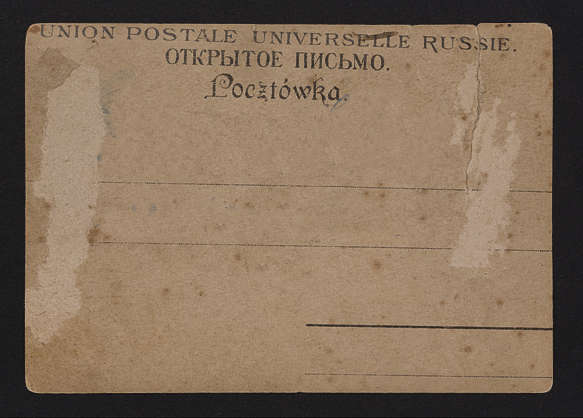 UNION POSTALE UNIVERSELLE RUSSIE.
ОТКРЫТОЕ ПИСЬМО.
Pocztówka.